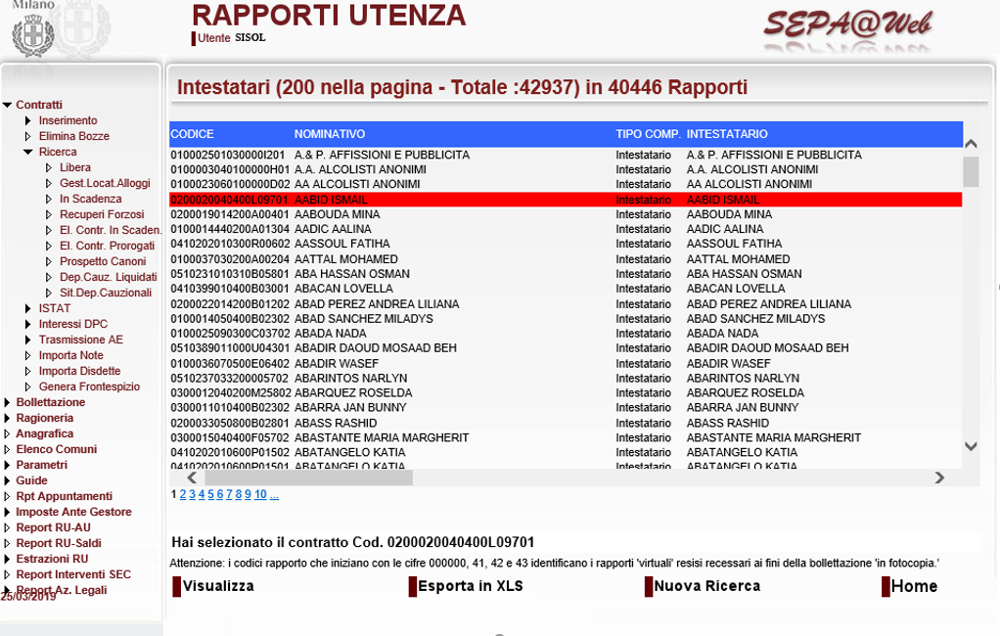 Milano
RAPPORTI UTENZA
Utente SISOL
SEPA@Web
Contratti
Inserimento
Elimina Bozze
Ricerca
Libera
Gest.Locat.Alloggi
In Scadenza
Recuperi Forzosi
El. Contr. In Scaden.
El. Contr. Prorogati
Prospetto Canoni
Dep.Cauz. Liquidati
Sit.Dep.Cauzionali
ISTAT
Interessi DPC
Trasmissione AE
Importa Note
Importa Disdette
Genera Frontespizio
Bollettazione
Ragioneria
Anagrafica
Elenco Comuni
Parametri
Guide
Rpt Appuntamenti
Imposte Ante Gestore
Report RU-AU
Report RU-Saldi
Estrazioni RU
Report Interventi SEC
Report Az. Legali
25/03/2019
Intestatari (200 nella pagina - Totale :42937) in 40446 Rapporti
CODICE NOMINATIVO TIPO COMP. INTESTATARIO
010002501030000I201 A.& P. AFFISSIONI E PUBBLICITA Intestatario A.& P. AFFISSIONI E PUBBLICITA
0100003040100000H01 A.A. ALCOLISTI ANONIMI Intestatario A.A. ALCOLISTI ANONIMI
0100023060100000D02 AA ALCOLISTI ANONIMI Intestatario AA ALCOLISTI ANONIMI
0200020040400L09701 AABID ISMAIL Intestatario AABID ISMAIL
0200019014200A00401 AABOUDA MINA Intestatario AABOUDA MINA
0100014440200A01304 AADIC AALINA Intestatario AADIC AALINA
0410202010300R00602 AASSOUL FATIHA Intestatario AASSOUL FATIHA
0100037030200A00204 AATTAL MOHAMED Intestatario AATTAL MOHAMED
0510231010310B05801 ABA HASSAN OSMAN Intestatario ABA HASSAN OSMAN
0410399010400B03001 ABACAN LOVELLA Intestatario ABACAN LOVELLA
0200022014200B01202 ABAD PEREZ ANDREA LILIANA Intestatario ABAD PEREZ ANDREA LILIANA
0100014050400B02302 ABAD SANCHEZ MILADYS Intestatario ABAD SANCHEZ MILADYS
0100025090300C03702 ABADA NADA Intestatario ABADA NADA
0510389011000U04301 ABADIR DAOUD MOSAAD BEH Intestatario ABADIR DAOUD MOSAAD BEH
0100036070500E06402 ABADIR WASEF Intestatario ABADIR WASEF
0510237033200005702 ABARINTOS NARLYN Intestatario ABARINTOS NARLYN
0300012040200M25802 ABARQUEZ ROSELDA Intestatario ABARQUEZ ROSELDA
0300011010400B02302 ABARRA JAN BUNNY Intestatario ABARRA JAN BUNNY
0200033050800B02801 ABASS RASHID Intestatario ABASS RASHID
0300015040400F05702 ABASTANTE MARIA MARGHERIT Intestatario ABASTANTE MARIA MARGHERIT
0410202010600P01502 ABATANGELO KATIA Intestatario ABATANGELO KATIA
0410202010600P01501 ABATANGELO KATIA Intestatario ABATANGELO KATIA
1 2 3 4 5 6 7 8 9 10 ...
Hai selezionato il contratto Cod. 0200020040400L09701
Attenzione: i codici rapporto che iniziano con le cifre 000000, 41, 42 e 43 identificano i rapporti 'virtuali' resisi recessari ai fini della bollettazione 'in fotocopia.'
Visualizza Esporta in XLS Nuova Ricerca Home